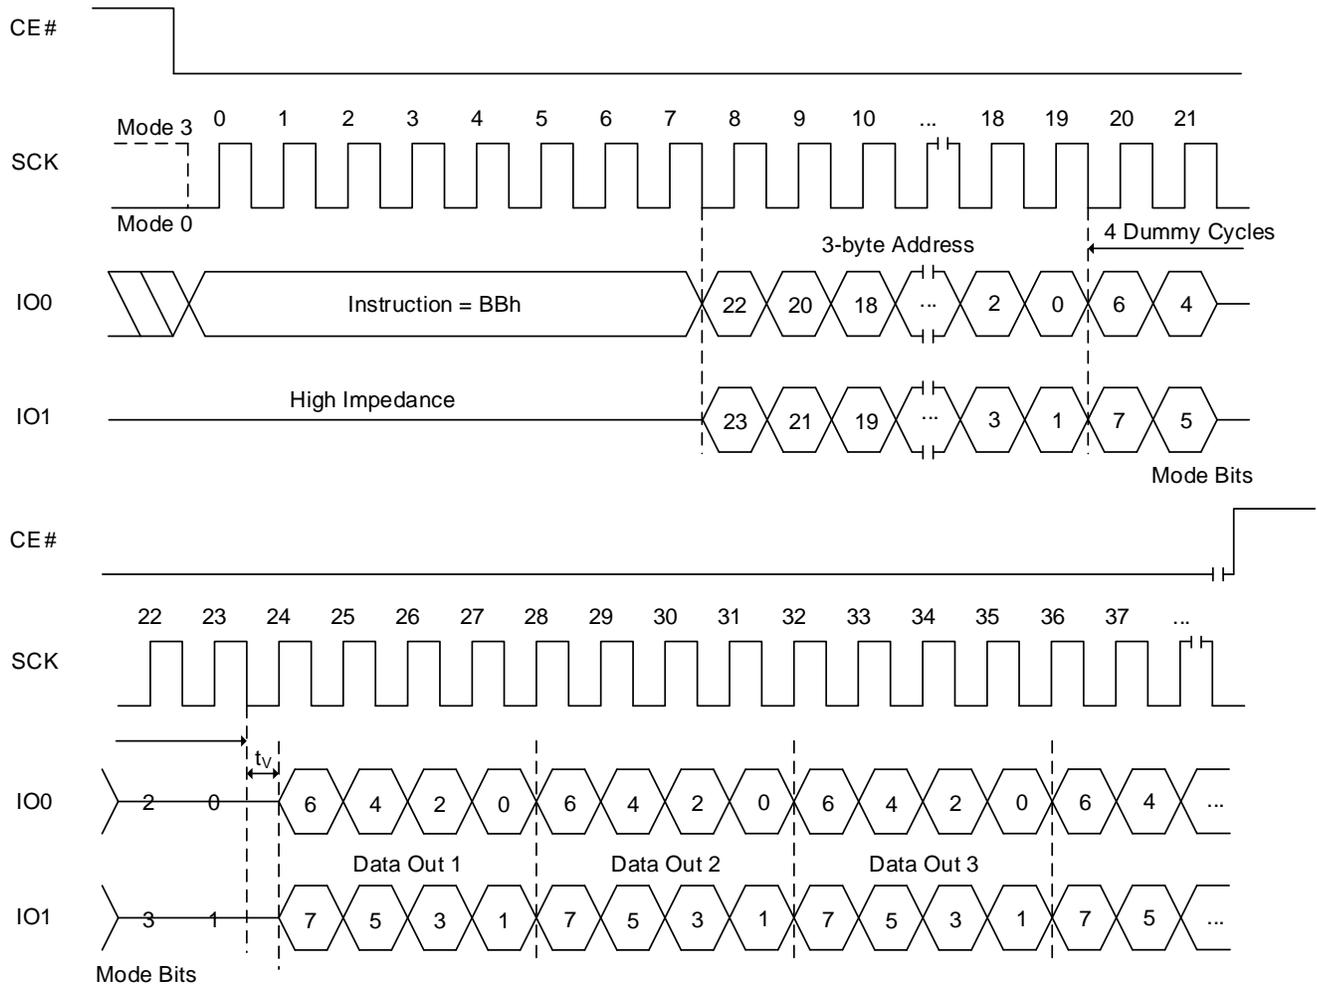 CE#
Mode 3 0 1 2 3 4 5 6 7 8 9 10 ... 18 19 20 21
SCK
Mode 0
3-byte Address 4 Dummy Cycles
IO0 Instruction = BBh 22 20 18 ... 2 0 6 4
High Impedance
IO1 23 21 19 ... 3 1 7 5
Mode Bits
CE#
22 23 24 25 26 27 28 29 30 31 32 33 34 35 36 37 ...
SCK
tV
IO0 2 0 6 4 2 0 6 4 2 0 6 4 2 0 6 4 ...
Data Out 1 Data Out 2 Data Out 3
IO1 3 1 7 5 3 1 7 5 3 1 7 5 3 1 7 5 ...
Mode Bits